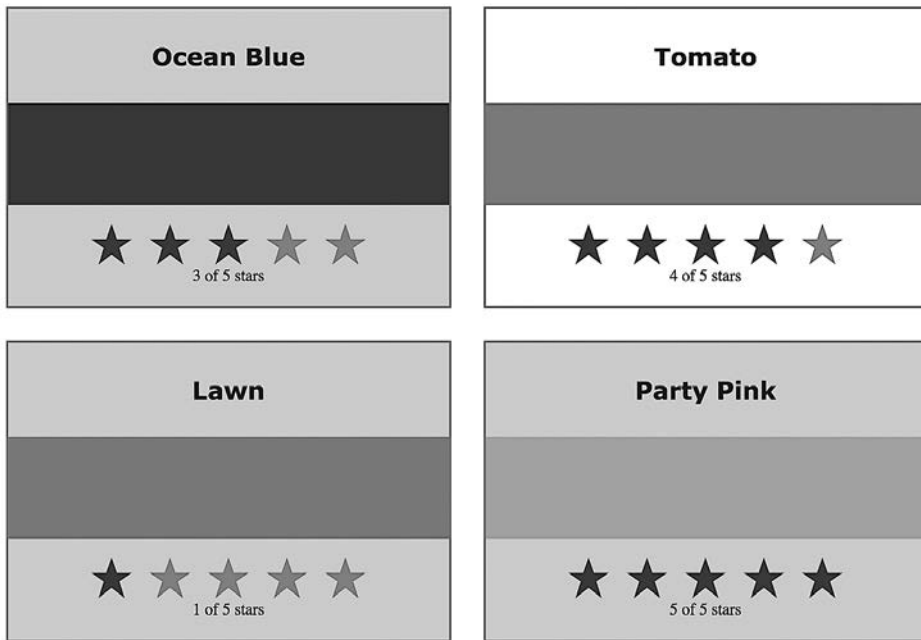 Ocean Blue
3 of 5 stars
Tomato
4 of 5 stars
Lawn
1 of 5 stars
Party Pink
5 of 5 stars